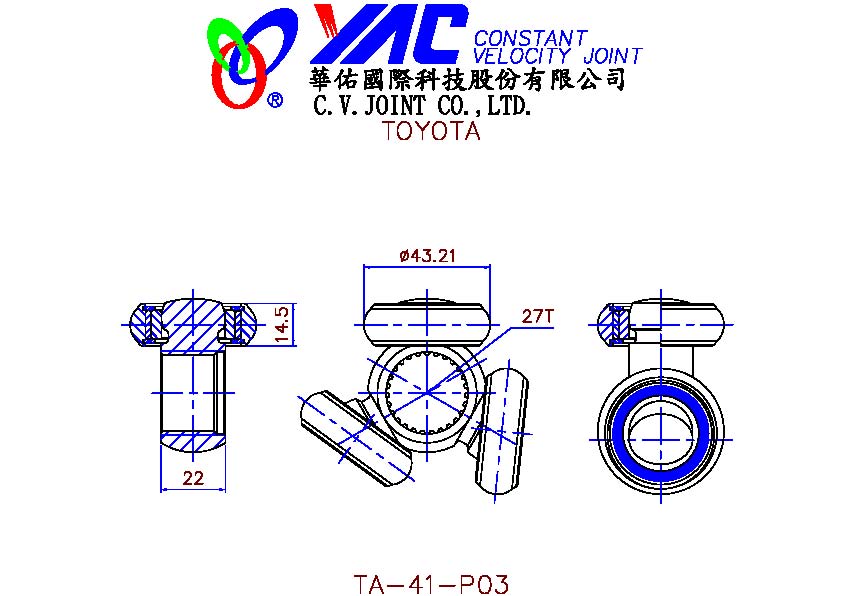 YAC CONSTANT
VELOCITY JOINT
®
華佑國際科技股份有限公司
C.V.JOINT CO.,LTD.
TOYOTA
ø43.21
14.5
27T
22
TA-41-P03